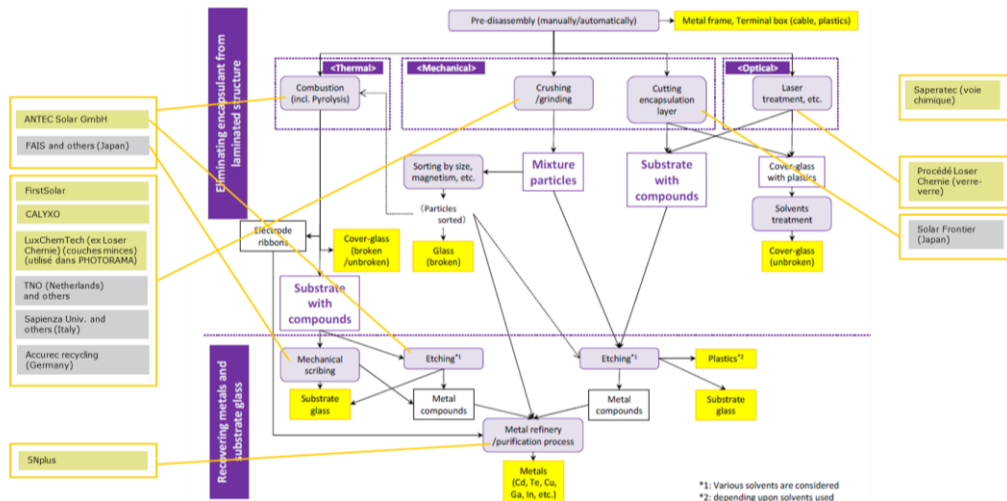 Pre-disassembly (manually/automatically)
Metal frame, Terminal box (cable, plastics)
Eliminating encapsulant from
laminated structure
<Thermal>
<Mechanical>
<Optical>
Combustion
(incl. Pyrolysis)
Crushing
/grinding
Cutting
encapsulation
layer
Laser
treatment, etc.
Sorting by size,
magnetism, etc.
Mixture
particles
Substrate
with
compounds
Cover-glass
with plastics
(Particles
sorted)
Solvents
treatment
Electrode
ribbons
Cover-glass
(broken
/unbroken)
Glass
(broken)
Cover-glass
(unbroken)
Substrate
with
compounds
Recovering metals and
substrate glass
Mechanical
scribing
Etching*1
Etching*1
Plastics*2
Substrate
glass
Metal
compounds
Metal
compounds
Substrate
glass
Metal refinery
/purification process
Metals
(Cd, Te, Cu,
Ga, In, etc.)
*1: Various solvents are considered
*2: depending upon solvents used
ANTEC Solar GmbH
FAIS and others (Japan)
FirstSolar
CALYXO
LuxChemTech (ex Loser
Chemie) (couches minces)
(utilisé dans PHOTORAMA)
TNO (Netherlands)
and others
Sapienza Univ. and
others (Italy)
Accurec recycling
(Germany)
5Nplus
Saperatec (voie
chimique)
Procédé Loser
Chemie (verre-
verre)
Solar Frontier
(Japan)